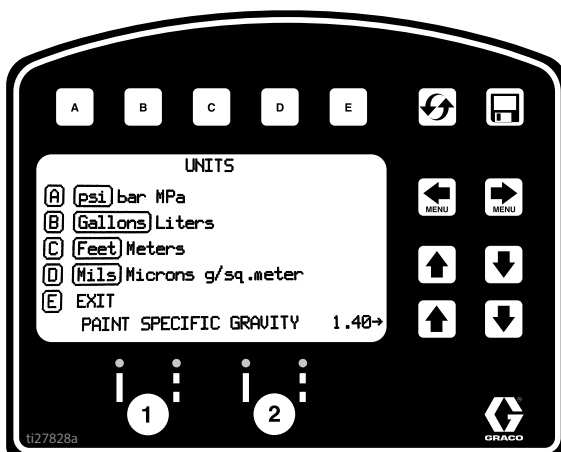 A B C D E
UNITS
A psi bar MPa
B Gallons Liters
C Feet Meters
D Mils Microns g/sq.meter
E EXIT
PAINT SPECIFIC GRAVITY 1.40→
MENU MENU
1 2
ti27828a
GRACO